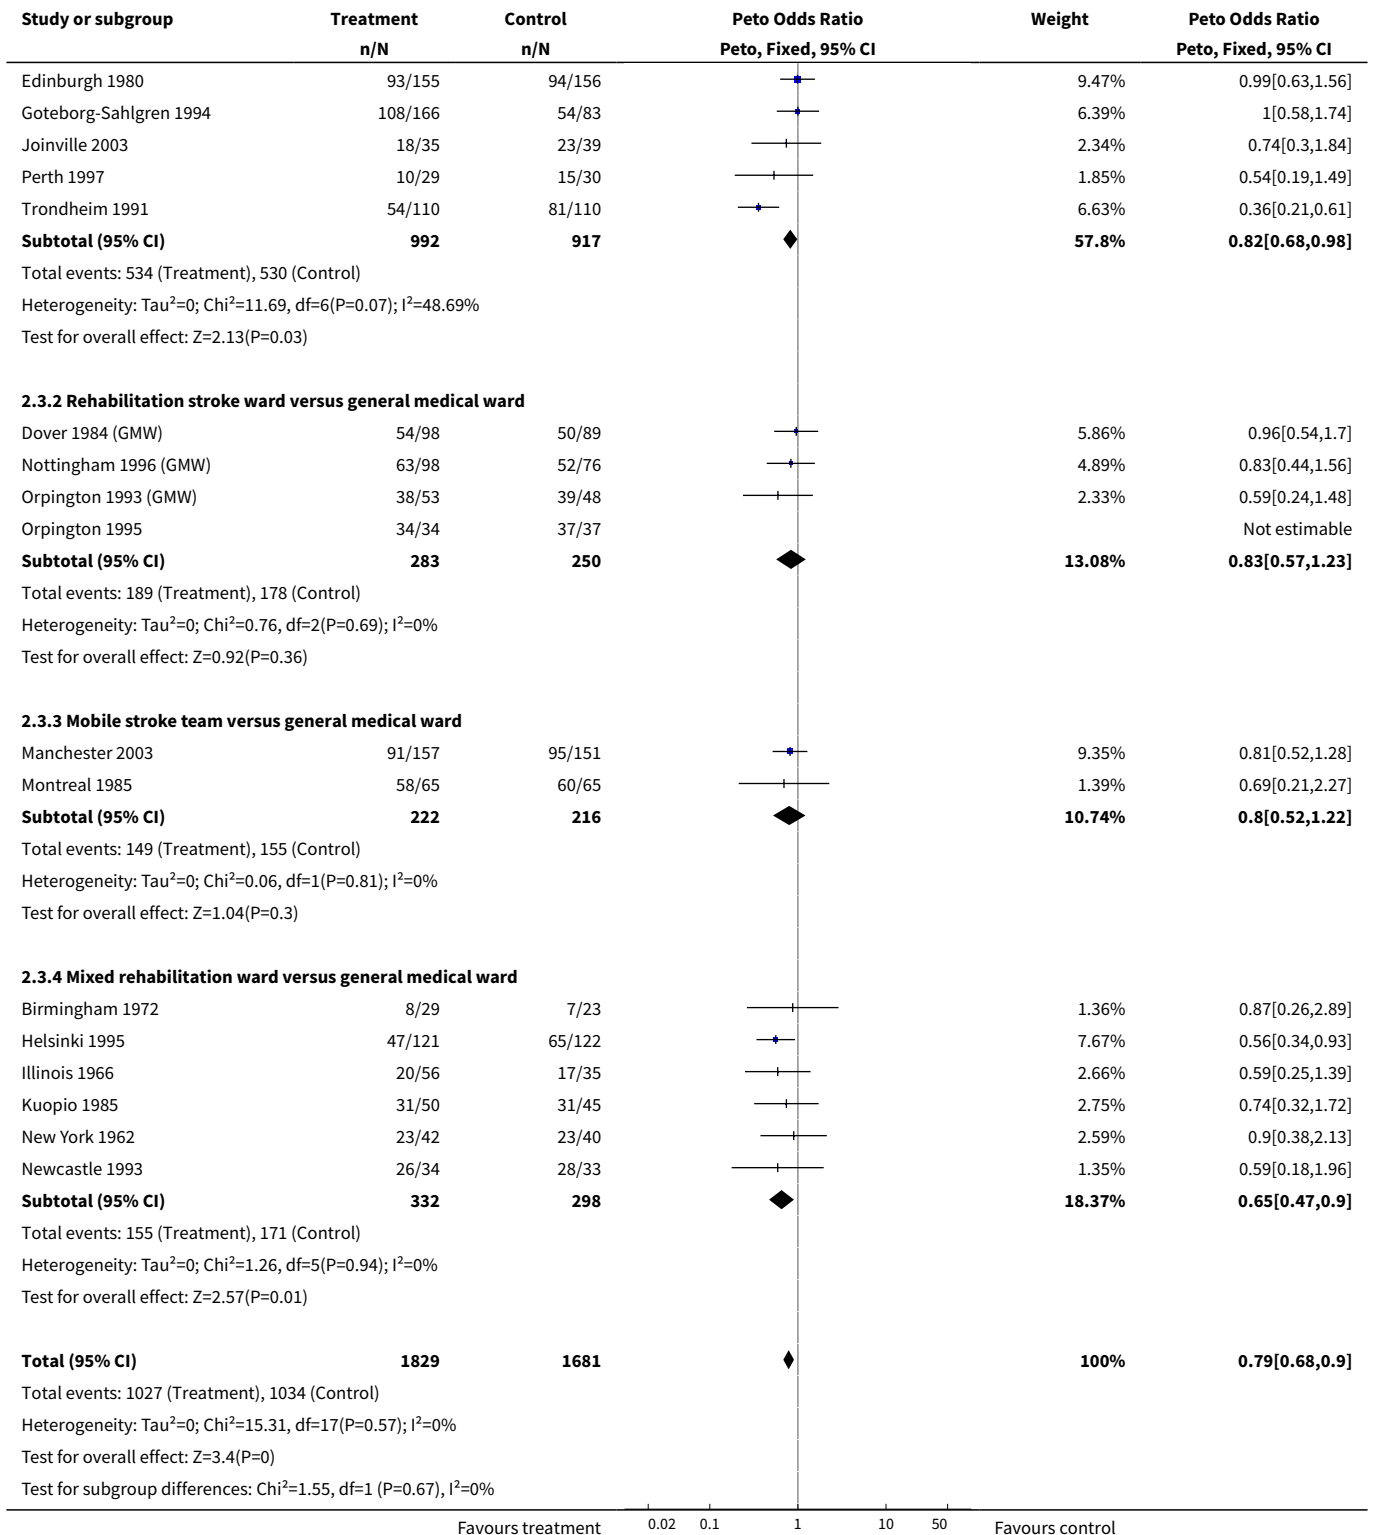 Study or subgroup Treatment Control Peto Odds Ratio Weight Peto Odds Ratio
n/N n/N Peto, Fixed, 95% CI Peto, Fixed, 95% CI
Edinburgh 1980 93/155 94/156 9.47% 0.99[0.63,1.56]
Goteborg-Sahlgren 1994 108/166 54/83 6.39% 1[0.58,1.74]
Joinville 2003 18/35 23/39 2.34% 0.74[0.3,1.84]
Perth 1997 10/29 15/30 1.85% 0.54[0.19,1.49]
Trondheim 1991 54/110 81/110 6.63% 0.36[0.21,0.61]
Subtotal (95% CI) 992 917 57.8% 0.82[0.68,0.98]
Total events: 534 (Treatment), 530 (Control)
Heterogeneity: Tau²=0; Chi²=11.69, df=6(P=0.07); I²=48.69%
Test for overall effect: Z=2.13(P=0.03)
2.3.2 Rehabilitation stroke ward versus general medical ward
Dover 1984 (GMW) 54/98 50/89 5.86% 0.96[0.54,1.7]
Nottingham 1996 (GMW) 63/98 52/76 4.89% 0.83[0.44,1.56]
Orpington 1993 (GMW) 38/53 39/48 2.33% 0.59[0.24,1.48]
Orpington 1995 34/34 37/37 Not estimable
Subtotal (95% CI) 283 250 13.08% 0.83[0.57,1.23]
Total events: 189 (Treatment), 178 (Control)
Heterogeneity: Tau²=0; Chi²=0.76, df=2(P=0.69); I²=0%
Test for overall effect: Z=0.92(P=0.36)
2.3.3 Mobile stroke team versus general medical ward
Manchester 2003 91/157 95/151 9.35% 0.81[0.52,1.28]
Montreal 1985 58/65 60/65 1.39% 0.69[0.21,2.27]
Subtotal (95% CI) 222 216 10.74% 0.8[0.52,1.22]
Total events: 149 (Treatment), 155 (Control)
Heterogeneity: Tau²=0; Chi²=0.06, df=1(P=0.81); I²=0%
Test for overall effect: Z=1.04(P=0.3)
2.3.4 Mixed rehabilitation ward versus general medical ward
Birmingham 1972 8/29 7/23 1.36% 0.87[0.26,2.89]
Helsinki 1995 47/121 65/122 7.67% 0.56[0.34,0.93]
Illinois 1966 20/56 17/35 2.66% 0.59[0.25,1.39]
Kuopio 1985 31/50 31/45 2.75% 0.74[0.32,1.72]
New York 1962 23/42 23/40 2.59% 0.9[0.38,2.13]
Newcastle 1993 26/34 28/33 1.35% 0.59[0.18,1.96]
Subtotal (95% CI) 332 298 18.37% 0.65[0.47,0.9]
Total events: 155 (Treatment), 171 (Control)
Heterogeneity: Tau²=0; Chi²=1.26, df=5(P=0.94); I²=0%
Test for overall effect: Z=2.57(P=0.01)
Total (95% CI) 1829 1681 100% 0.79[0.68,0.9]
Total events: 1027 (Treatment), 1034 (Control)
Heterogeneity: Tau²=0; Chi²=15.31, df=17(P=0.57); I²=0%
Test for overall effect: Z=3.4(P=0)
Test for subgroup differences: Chi²=1.55, df=1 (P=0.67), I²=0%
Favours treatment 0.02 0.1 1 10 50 Favours control